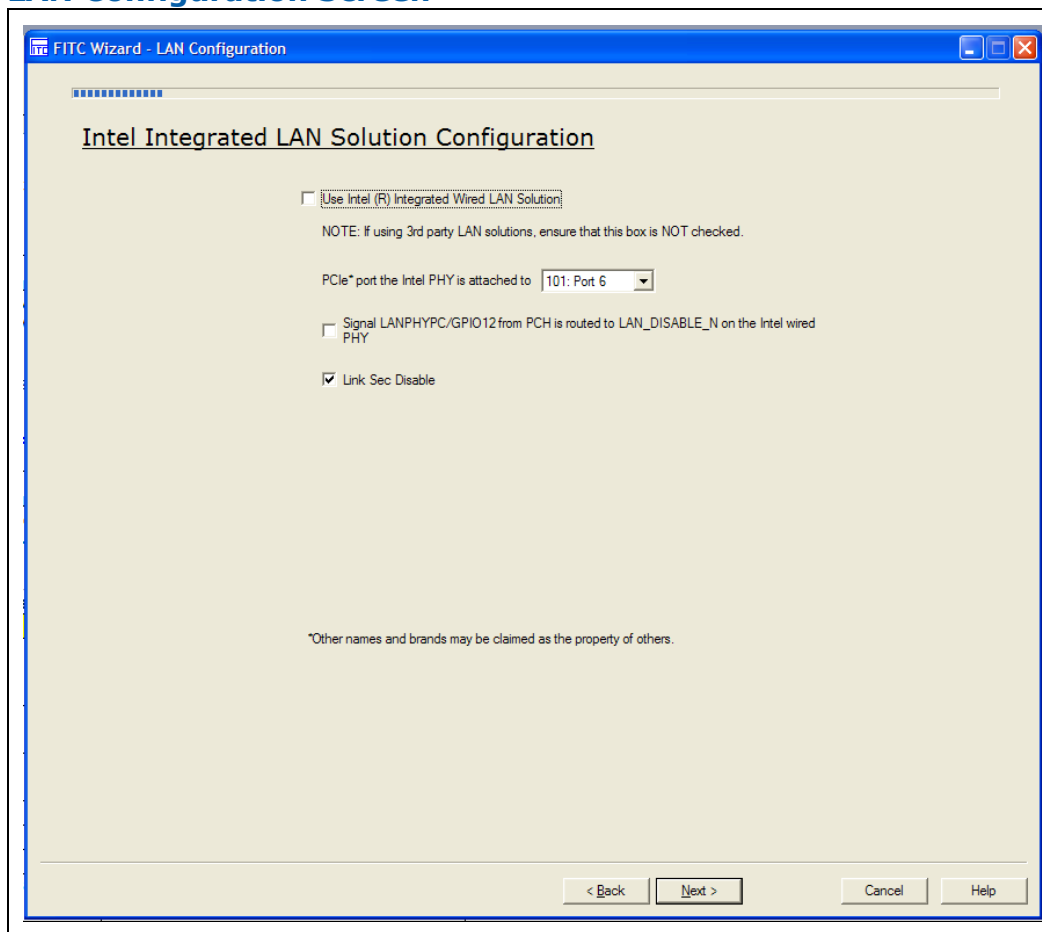 LAN Configuration Screen
FITC Wizard - LAN Configuration
Intel Integrated LAN Solution Configuration
Use Intel (R) Integrated Wired LAN Solution
NOTE: If using 3rd party LAN solutions, ensure that this box is NOT checked.
PCIe* port the Intel PHY is attached to 101: Port 6
Signal LANPHYPC/GPIO12 from PCH is routed to LAN_DISABLE_N on the Intel wired
PHY
Link Sec Disable
*Other names and brands may be claimed as the property of others.
< Back Next > Cancel Help